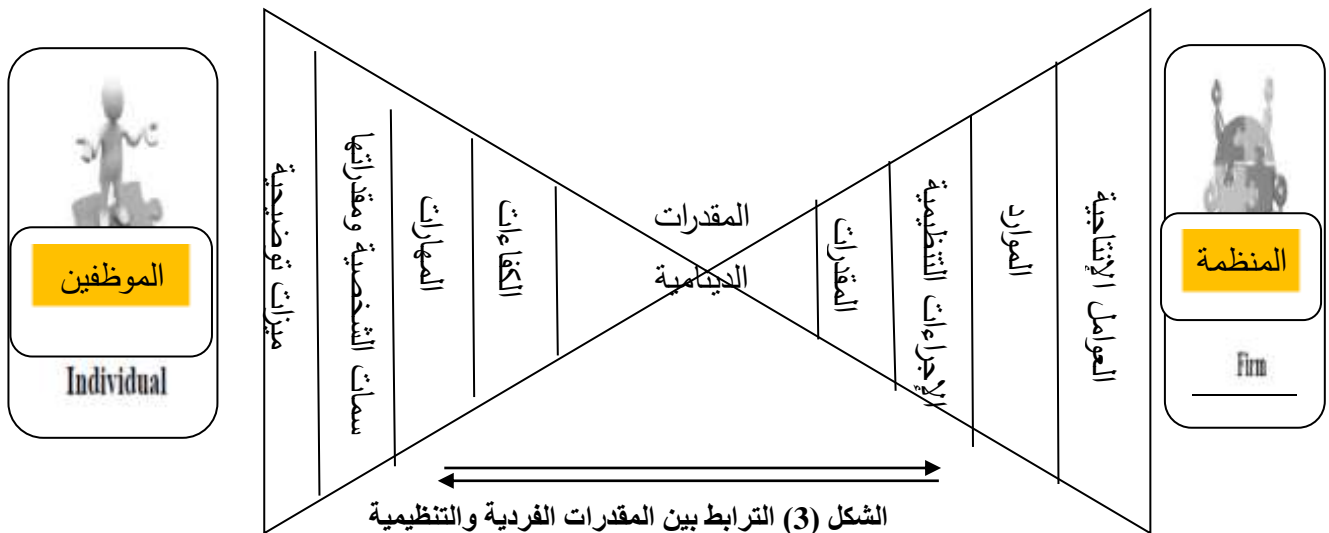 المنظمة
Firm
العوامل الإنتاجية
الموارد
الإجراءات التنظيمية
المقدرات
المقدرات
الدينامية
الكفاءات
المهارات
سمات الشخصية ومقدراتها
ميزات توضيحية
الموظفين
Individual
الشكل (3) الترابط بين المقدرات الفردية والتنظيمية